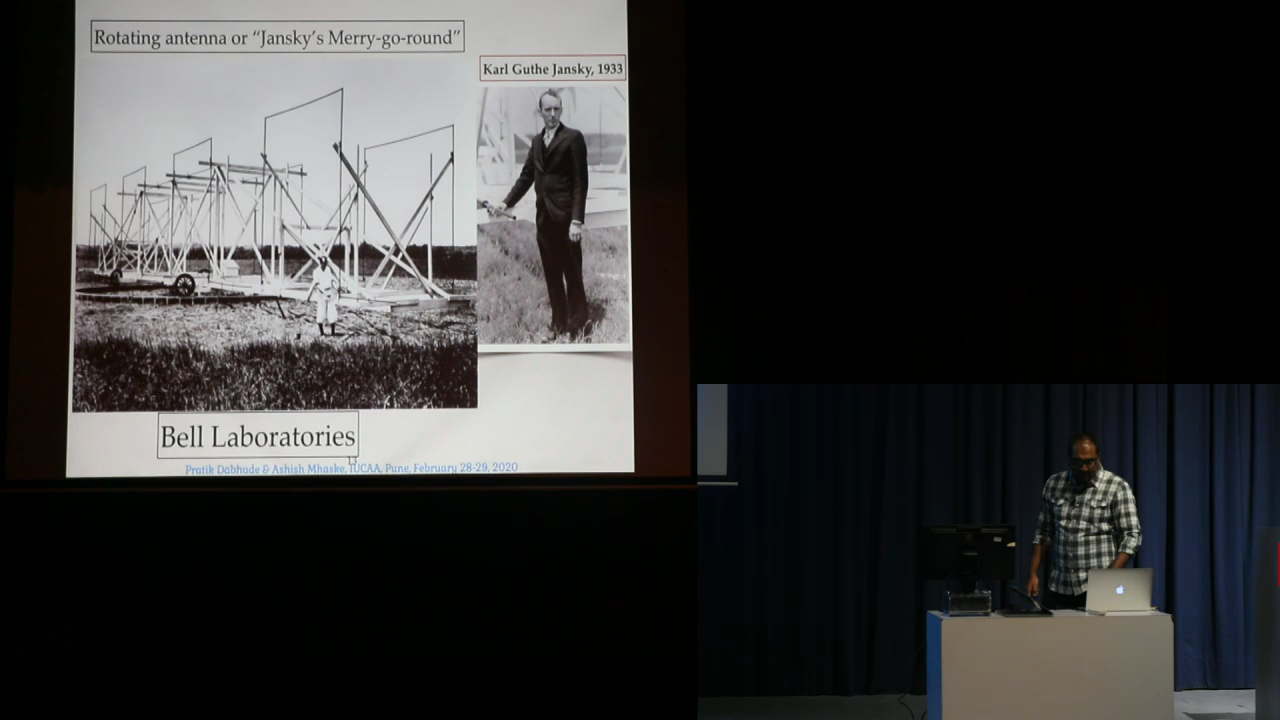 Rotating antenna or “Jansky’s Merry-go-round”
Karl Guthe Jansky, 1933
Bell Laboratories
13
Pratik Dabhade & Ashish Mhaske, IUCAA, Pune, February 28-29, 2020